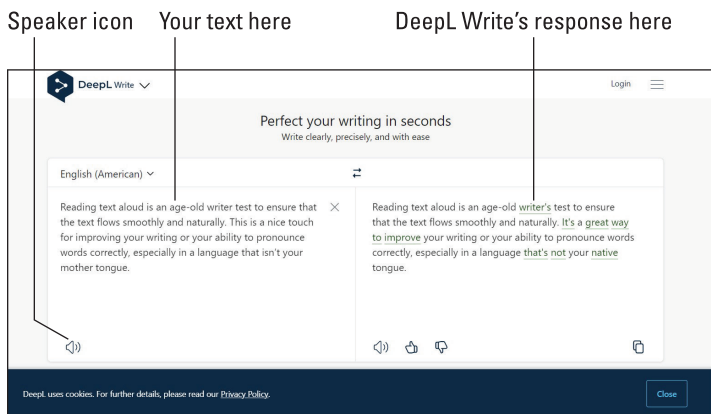 Speaker icon Your text here DeepL Write's response here
DeepL Write Login
Perfect your writing in seconds
Write clearly, precisely, and with ease
English (American)
Reading text aloud is an age-old writer test to ensure that
the text flows smoothly and naturally. This is a nice touch
for improving your writing or your ability to pronounce
words correctly, especially in a language that isn't your
mother tongue.
Reading text aloud is an age-old writer's test to ensure
that the text flows smoothly and naturally. It's a great way
to improve your writing or your ability to pronounce words
correctly, especially in a language that's not your native
tongue.
DeepL uses cookies. For further details, please read our Privacy Policy. Close